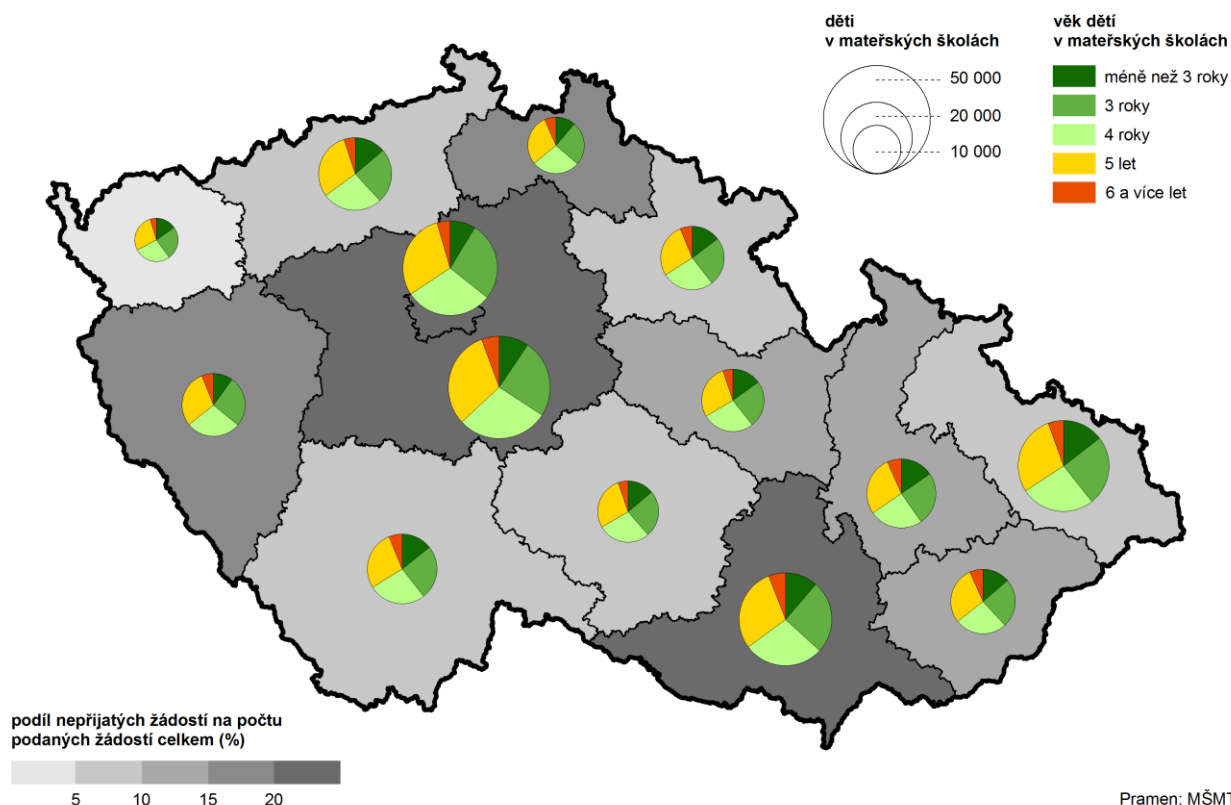 děti
v mateřských školách
50 000
20 000
10 000
věk dětí
v mateřských školách
méně než 3 roky
3 roky
4 roky
5 let
6 a více let
podíl nepřijatých žádostí na počtu
podaných žádostí celkem (%)
5 10 15 20
Pramen: MŠMT